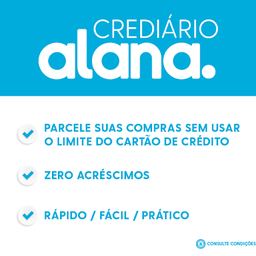 CREDIÁRIO
alana.
PARCELE SUAS COMPRAS SEM USAR
O LIMITE DO CARTÃO DE CRÉDITO
ZERO ACRÉSCIMOS
RÁPIDO / FÁCIL / PRÁTICO
CONSULTE CONDIÇÕES